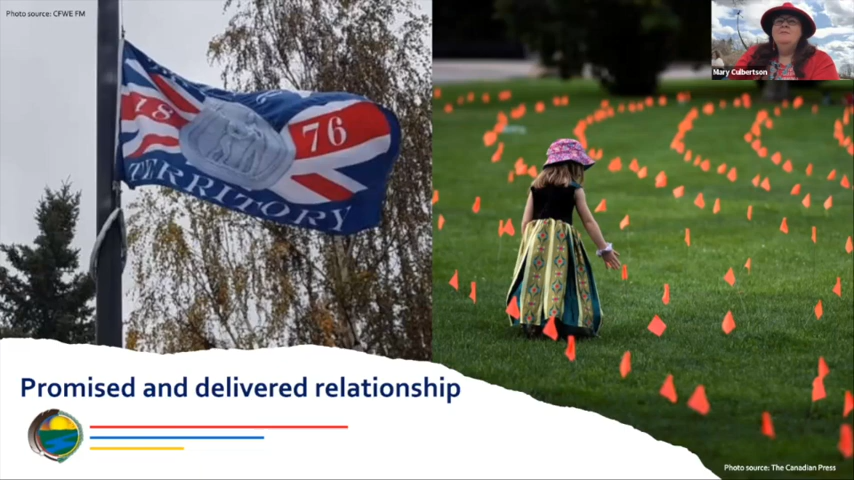 Photo source: CFWE FM
18
76
TERRITORY
Mary Culbertson
Promised and delivered relationship
Photo source: The Canadian Press